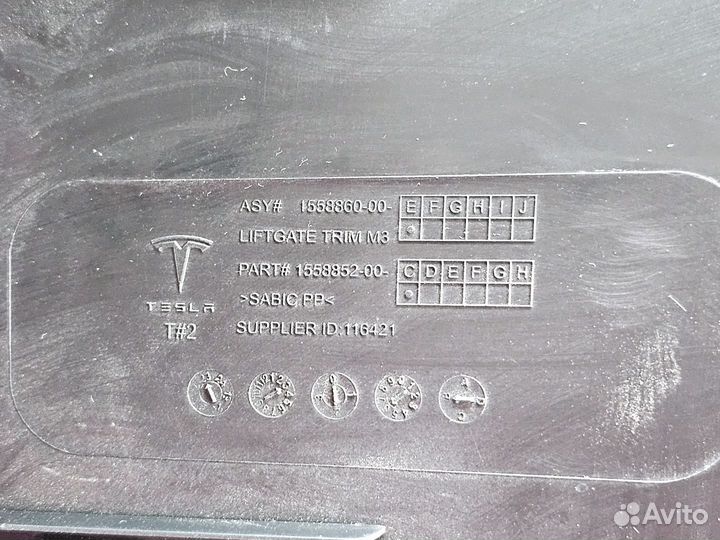 ASY# 1558860-00- E F G H I J
LIFTGATE TRIM M3
PART# 1558852-00- C D E F G H
TESLA
>SABIC PP<
T#2
SUPPLIER ID:116421
Avito